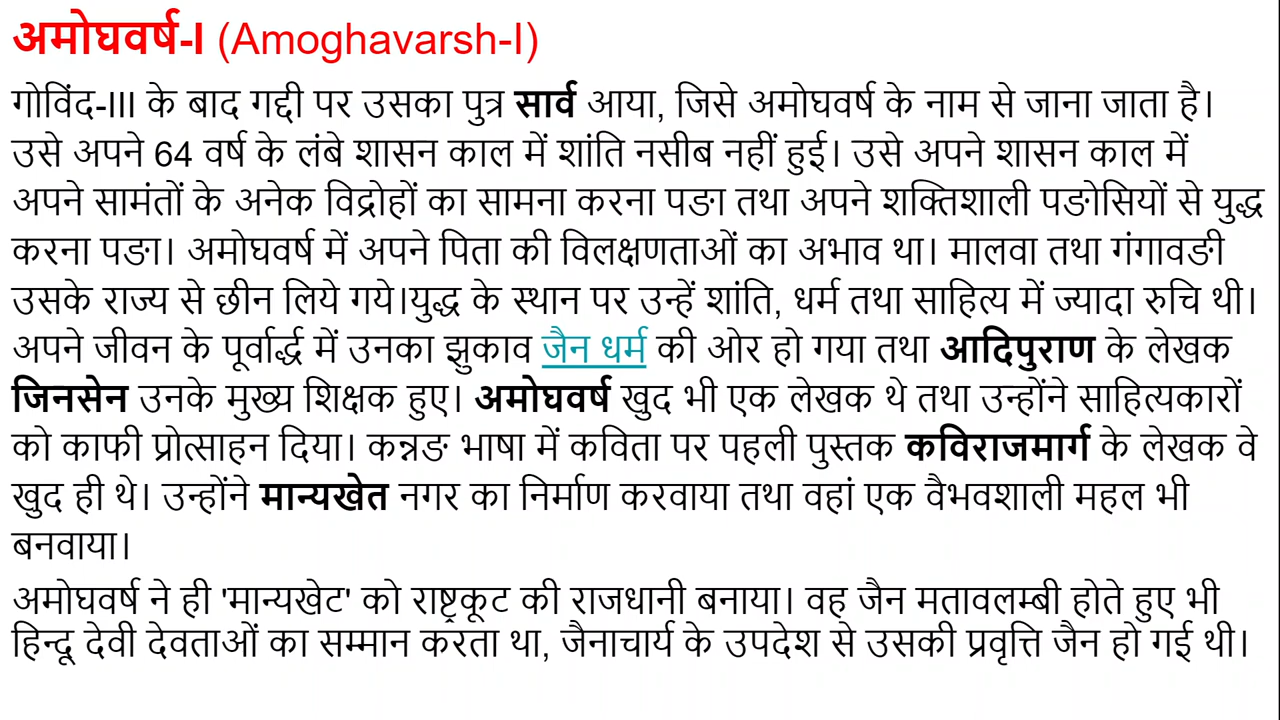 अमोघवर्ष-I (Amoghavarsh-I)
गोविंद-III के बाद गद्दी पर उसका पुत्र सार्व आया, जिसे अमोघवर्ष के नाम से जाना जाता है।
उसे अपने 64 वर्ष के लंबे शासन काल में शांति नसीब नहीं हुई। उसे अपने शासन काल में
अपने सामंतों के अनेक विद्रोहों का सामना करना पङा तथा अपने शक्तिशाली पङोसियों से युद्ध
करना पङा। अमोघवर्ष में अपने पिता की विलक्षणताओं का अभाव था। मालवा तथा गंगावङी
उसके राज्य से छीन लिये गये।युद्ध के स्थान पर उन्हें शांति, धर्म तथा साहित्य में ज्यादा रुचि थी।
अपने जीवन के पूर्वार्द्ध में उनका झुकाव जैन धर्म की ओर हो गया तथा आदिपुराण के लेखक
जिनसेन उनके मुख्य शिक्षक हुए। अमोघवर्ष खुद भी एक लेखक थे तथा उन्होंने साहित्यकारों
को काफी प्रोत्साहन दिया। कन्नङ भाषा में कविता पर पहली पुस्तक कविराजमार्ग के लेखक वे
खुद ही थे। उन्होंने मान्यखेत नगर का निर्माण करवाया तथा वहां एक वैभवशाली महल भी
बनवाया।
अमोघवर्ष ने ही 'मान्यखेट' को राष्ट्रकूट की राजधानी बनाया। वह जैन मतावलम्बी होते हुए भी
हिन्दू देवी देवताओं का सम्मान करता था, जैनाचार्य के उपदेश से उसकी प्रवृत्ति जैन हो गई थी।